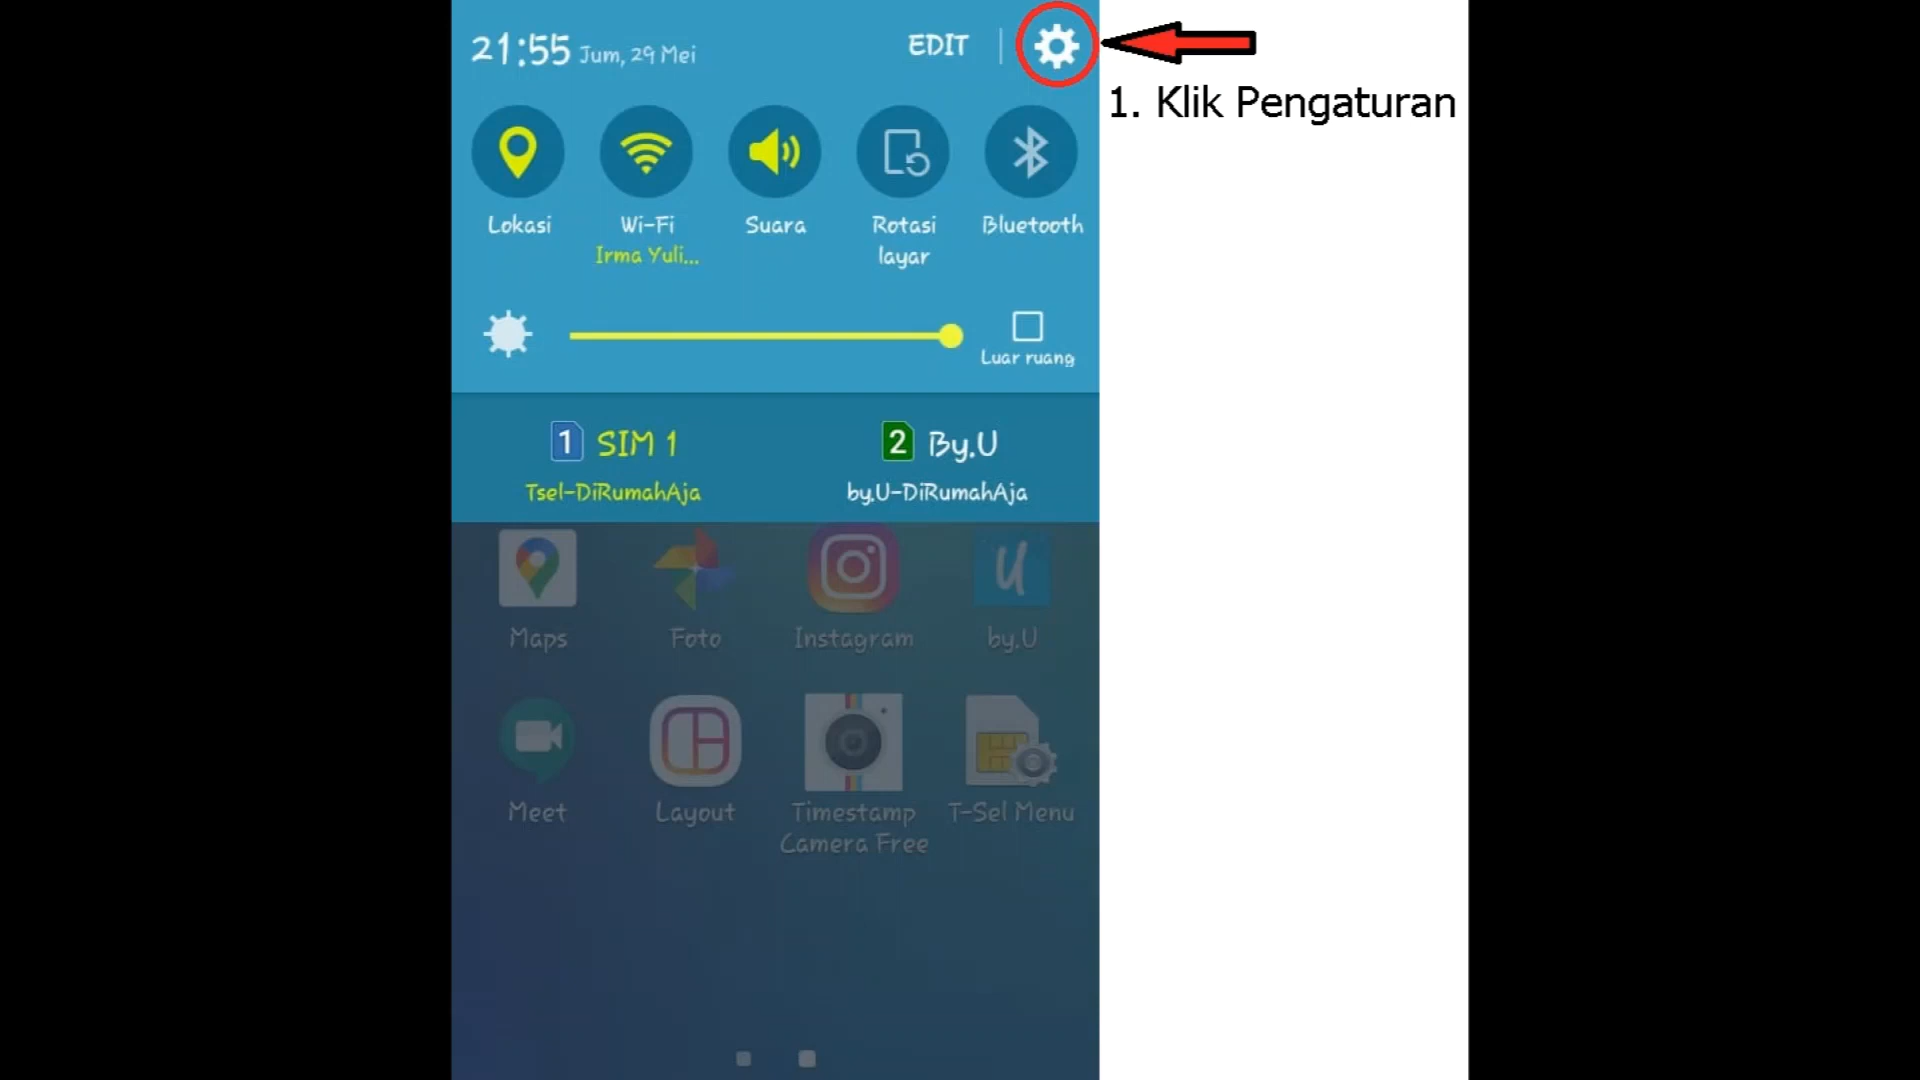 21:55 Jum, 29 Mei
EDIT
1. Klik Pengaturan
Lokasi
Wi-Fi
Irma Yuli...
Suara
Rotasi
layar
Bluetooth
Luar ruang
1 SIM 1
Tsel-DiRumahAja
2 By.U
by.U-DiRumahAja
Maps
Foto
Instagram
U
by.U
Meet
Layout
Timestamp
Camera Free
T-Sel Menu